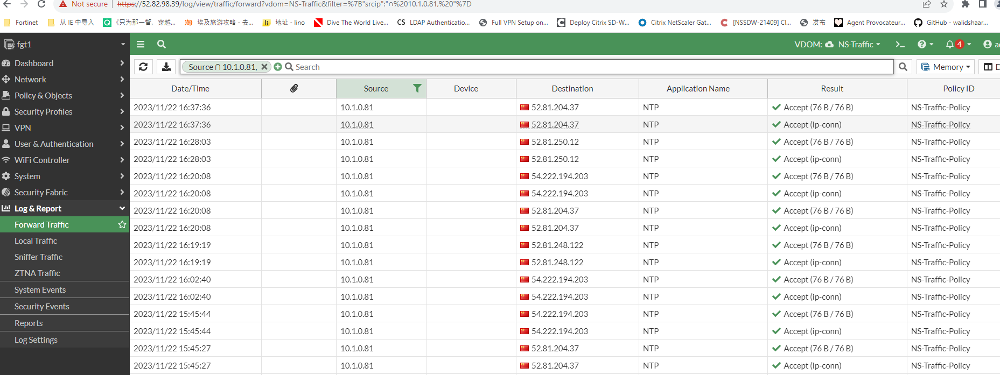 Not secure | https://52.82.98.39/log/view/traffic/forward?vdom=NS-Traffic&filter=%7B"srcip":"∩%2010.1.0.81,%20"%7D
Fortinet 从 IE 中导入 《只为那一瞥，穿越... 埃及旅游攻略 - 去... 地址 - lino Dive The World Live... CS LDAP Authentication... Full VPN Setup on... Deploy Citrix SD-W... Citrix NetScaler Gat... [NSSDW-21409] Cl... 发布 Agent Provocateur... GitHub - walidshaar...
fgt1 VDOM: NS-Traffic >_ 4
Dashboard
Network
Policy & Objects
Security Profiles
VPN
User & Authentication
WiFi Controller
System
Security Fabric
Log & Report
Forward Traffic
Local Traffic
Sniffer Traffic
ZTNA Traffic
System Events
Security Events
Reports
Log Settings
Source ∩ 10.1.0.81, Search Memory
Date/Time Source Device Destination Application Name Result Policy ID
2023/11/22 16:37:36 10.1.0.81 52.81.204.37 NTP Accept (76 B / 76 B) NS-Traffic-Policy
2023/11/22 16:37:36 10.1.0.81 52.81.204.37 NTP Accept (ip-conn) NS-Traffic-Policy
2023/11/22 16:28:03 10.1.0.81 52.81.250.12 NTP Accept (76 B / 76 B) NS-Traffic-Policy
2023/11/22 16:28:03 10.1.0.81 52.81.250.12 NTP Accept (ip-conn) NS-Traffic-Policy
2023/11/22 16:20:08 10.1.0.81 54.222.194.203 NTP Accept (76 B / 76 B) NS-Traffic-Policy
2023/11/22 16:20:08 10.1.0.81 54.222.194.203 NTP Accept (ip-conn) NS-Traffic-Policy
2023/11/22 16:20:08 10.1.0.81 52.81.204.37 NTP Accept (76 B / 76 B) NS-Traffic-Policy
2023/11/22 16:20:08 10.1.0.81 52.81.204.37 NTP Accept (ip-conn) NS-Traffic-Policy
2023/11/22 16:19:19 10.1.0.81 52.81.248.122 NTP Accept (76 B / 76 B) NS-Traffic-Policy
2023/11/22 16:19:19 10.1.0.81 52.81.248.122 NTP Accept (ip-conn) NS-Traffic-Policy
2023/11/22 16:02:40 10.1.0.81 54.222.194.203 NTP Accept (76 B / 76 B) NS-Traffic-Policy
2023/11/22 16:02:40 10.1.0.81 54.222.194.203 NTP Accept (ip-conn) NS-Traffic-Policy
2023/11/22 15:45:44 10.1.0.81 54.222.194.203 NTP Accept (76 B / 76 B) NS-Traffic-Policy
2023/11/22 15:45:44 10.1.0.81 54.222.194.203 NTP Accept (ip-conn) NS-Traffic-Policy
2023/11/22 15:45:27 10.1.0.81 52.81.204.37 NTP Accept (76 B / 76 B) NS-Traffic-Policy
2023/11/22 15:45:27 10.1.0.81 52.81.204.37 NTP Accept (ip-conn) NS-Traffic-Policy